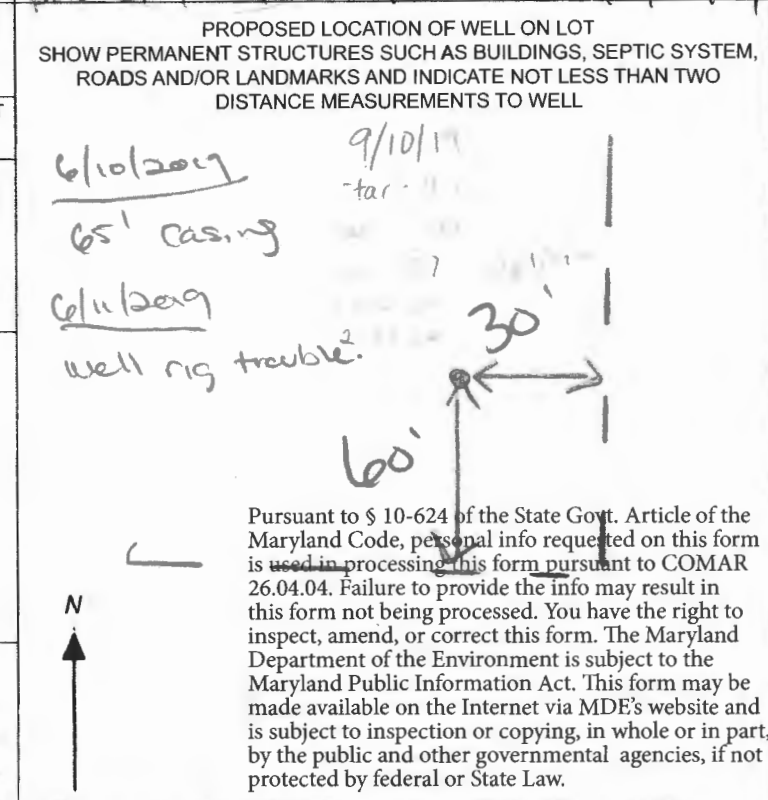 PROPOSED LOCATION OF WELL ON LOT
SHOW PERMANENT STRUCTURES SUCH AS BUILDINGS, SEPTIC SYSTEM,
ROADS AND/OR LANDMARKS AND INDICATE NOT LESS THAN TWO
DISTANCE MEASUREMENTS TO WELL
6/10/2019
65' casing
6/11/2019
well rig trouble
9/10/1
30'
60'
Pursuant to § 10-624 of the State Govt. Article of the
Maryland Code, personal info requested on this form
is used in processing this form pursuant to COMAR
26.04.04. Failure to provide the info may result in
this form not being processed. You have the right to
inspect, amend, or correct this form. The Maryland
Department of the Environment is subject to the
Maryland Public Information Act. This form may be
made available on the Internet via MDE's website and
is subject to inspection or copying, in whole or in part,
by the public and other governmental agencies, if not
protected by federal or State Law.
N